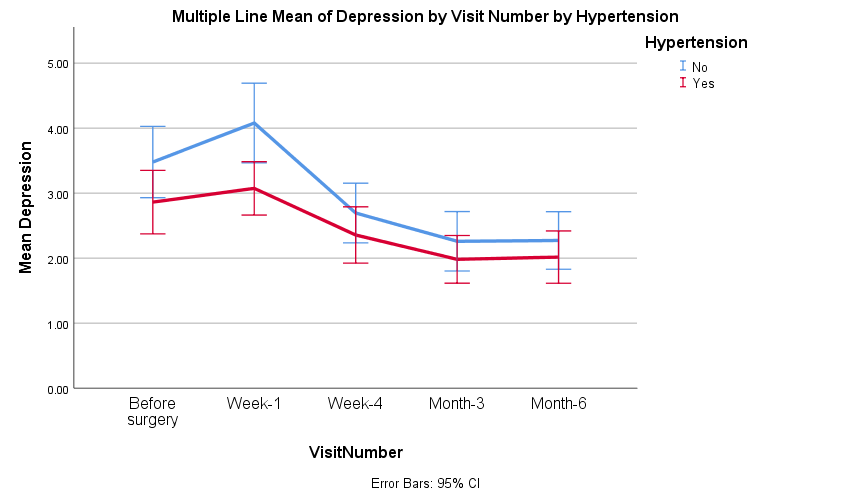 Multiple Line Mean of Depression by Visit Number by Hypertension
Hypertension
No
Yes
Mean Depression
5.00
4.00
3.00
2.00
1.00
0.00
Before
surgery
Week-1
Week-4
Month-3
Month-6
VisitNumber
Error Bars: 95% CI